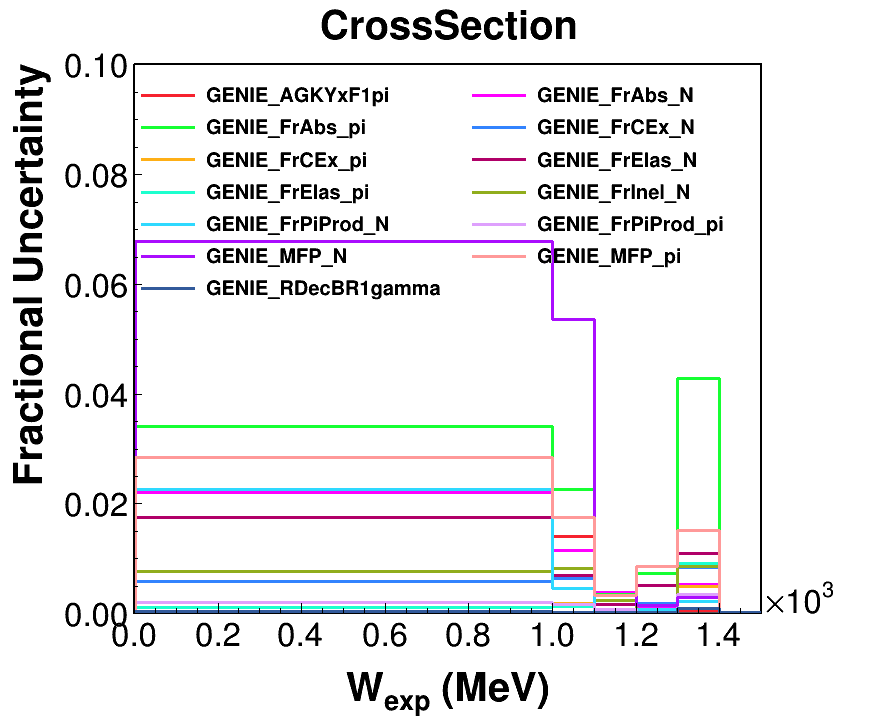 CrossSection
Fractional Uncertainty
0.10
0.08
0.06
0.04
0.02
0.00
GENIE_AGKYxF1pi
GENIE_FrAbs_pi
GENIE_FrCEx_pi
GENIE_FrElas_pi
GENIE_FrPiProd_N
GENIE_MFP_N
GENIE_RDecBR1gamma
GENIE_FrAbs_N
GENIE_FrCEx_N
GENIE_FrElas_N
GENIE_FrInel_N
GENIE_FrPiProd_pi
GENIE_MFP_pi
0.0 0.2 0.4 0.6 0.8 1.0 1.2 1.4
×10³
W_exp (MeV)